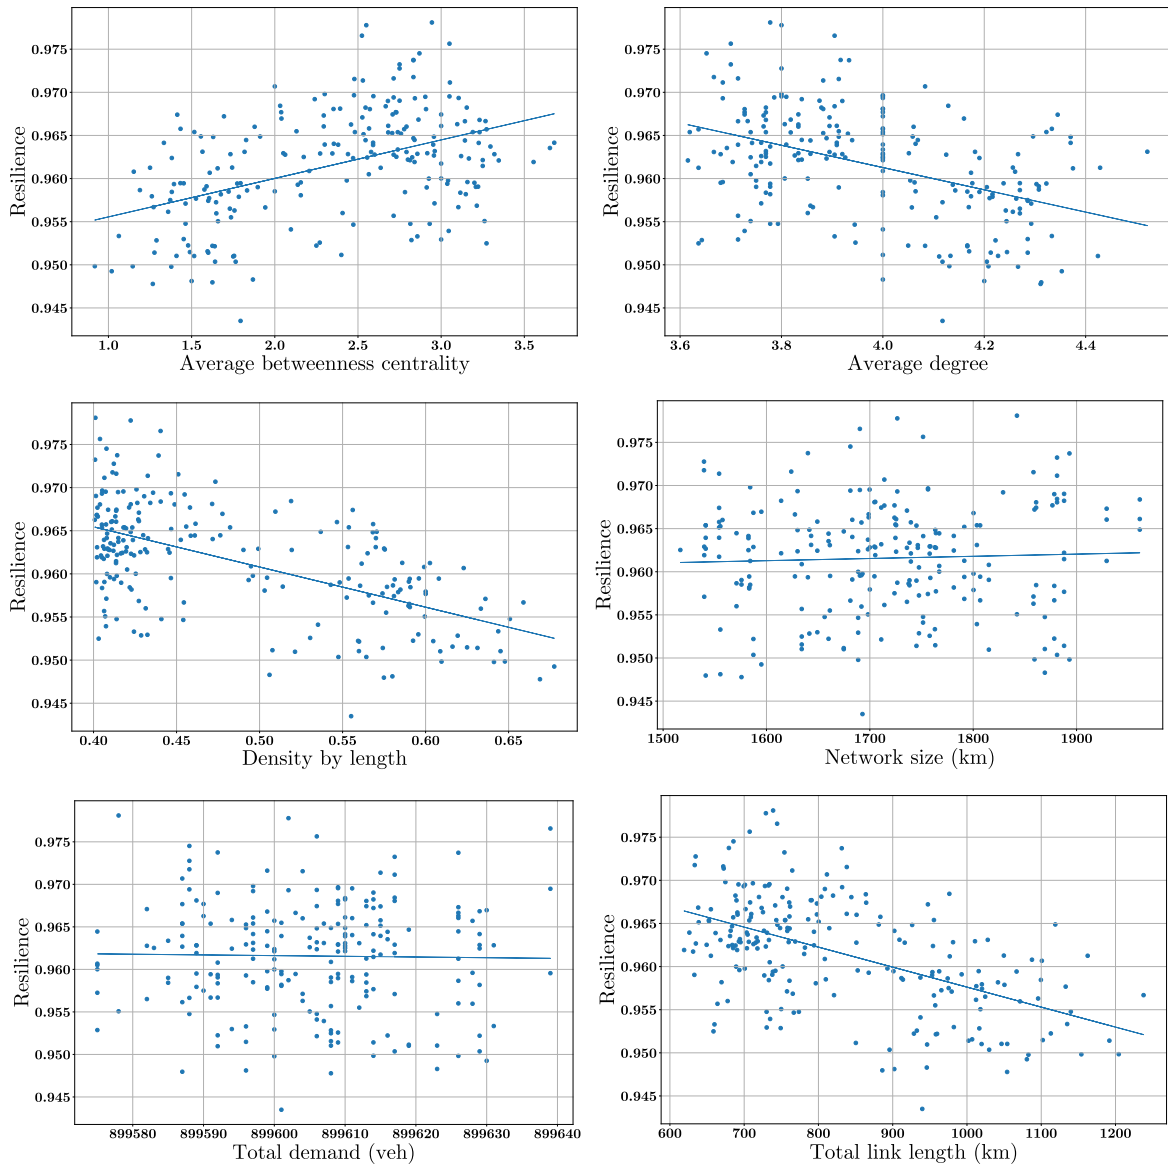 0.975
0.970
0.965
0.960
0.955
0.950
0.945
Resilience
1.0 1.5 2.0 2.5 3.0 3.5
Average betweenness centrality
0.975
0.970
0.965
0.960
0.955
0.950
0.945
Resilience
3.6 3.8 4.0 4.2 4.4
Average degree
0.975
0.970
0.965
0.960
0.955
0.950
0.945
Resilience
0.40 0.45 0.50 0.55 0.60 0.65
Density by length
0.975
0.970
0.965
0.960
0.955
0.950
0.945
Resilience
1500 1600 1700 1800 1900
Network size (km)
0.975
0.970
0.965
0.960
0.955
0.950
0.945
Resilience
899580 899590 899600 899610 899620 899630 899640
Total demand (veh)
0.975
0.970
0.965
0.960
0.955
0.950
0.945
Resilience
600 700 800 900 1000 1100 1200
Total link length (km)